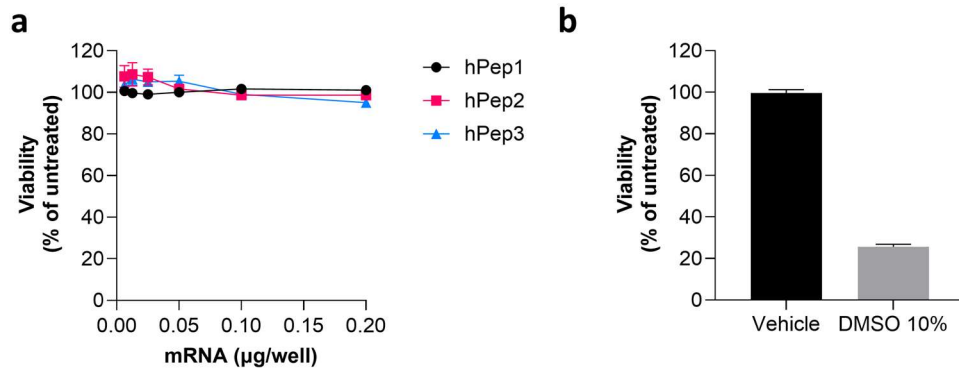 a
Viability
(% of untreated)
120
100
80
60
40
20
0
0.00
0.05
0.10
0.15
0.20
mRNA (µg/well)
hPep1
hPep2
hPep3
b
Viability
(% of untreated)
120
100
80
60
40
20
0
Vehicle
DMSO 10%